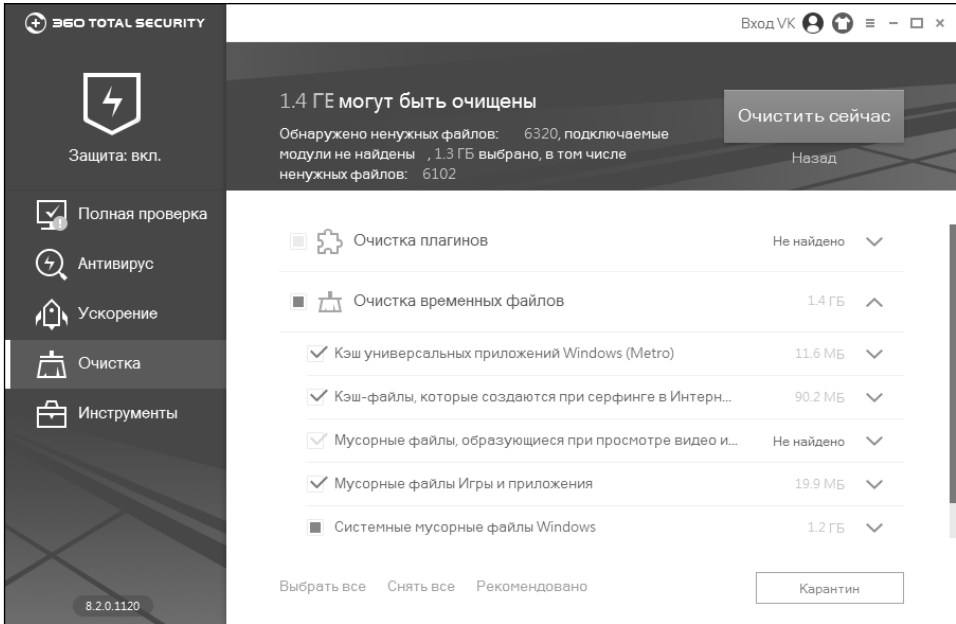 360 TOTAL SECURITY
Вход VK
Защита: вкл.
Полная проверка
Антивирус
Ускорение
Очистка
Инструменты
8.2.0.1120
1.4 ГБ могут быть очищены
Обнаружено ненужных файлов: 6320, подключаемые
модули не найдены , 1.3 ГБ выбрано, в том числе
ненужных файлов: 6102
Очистить сейчас
Назад
Очистка плагинов Не найдено
Очистка временных файлов 1.4 ГБ
Кэш универсальных приложений Windows (Metro) 11.6 МБ
Кэш-файлы, которые создаются при серфинге в Интерн... 90.2 МБ
Мусорные файлы, образующиеся при просмотре видео и... Не найдено
Мусорные файлы Игры и приложения 19.9 МБ
Системные мусорные файлы Windows 1.2 ГБ
Выбрать все Снять все Рекомендовано
Карантин